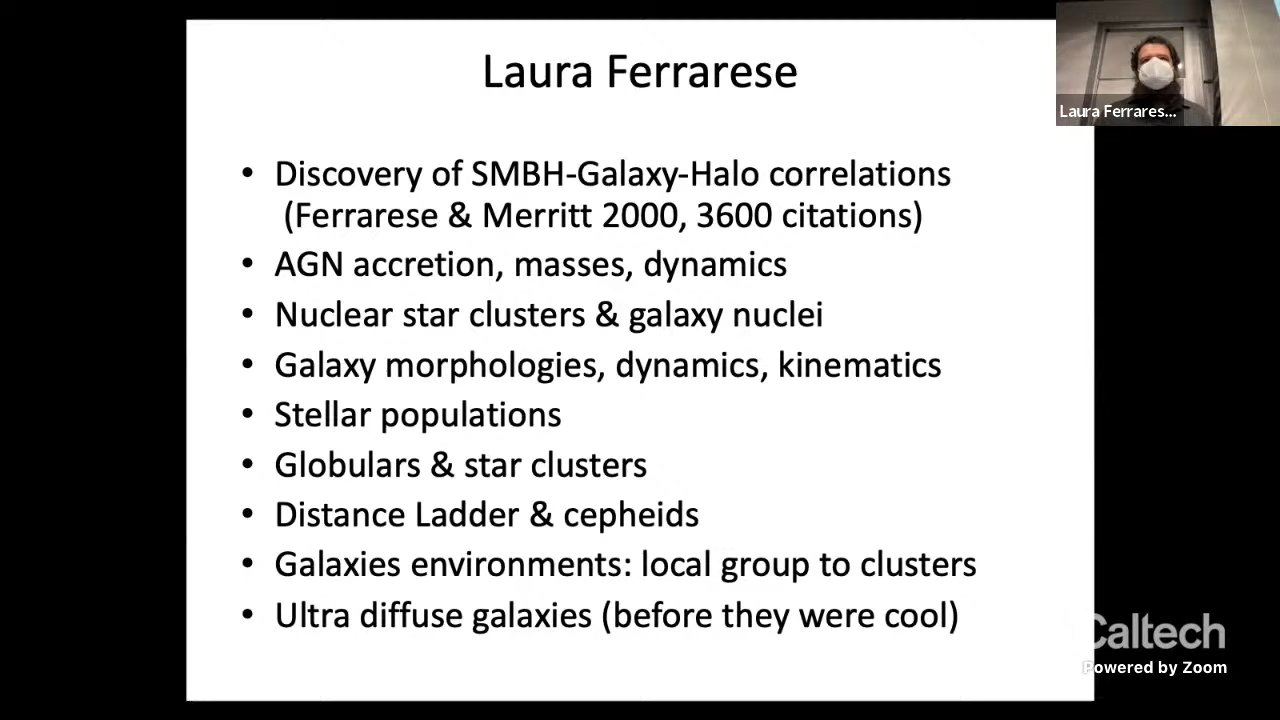 Laura Ferrarese
Laura Ferrares...
• Discovery of SMBH-Galaxy-Halo correlations
(Ferrarese & Merritt 2000, 3600 citations)
• AGN accretion, masses, dynamics
• Nuclear star clusters & galaxy nuclei
• Galaxy morphologies, dynamics, kinematics
• Stellar populations
• Globulars & star clusters
• Distance Ladder & cepheids
• Galaxies environments: local group to clusters
• Ultra diffuse galaxies (before they were cool)
Caltech
Powered by Zoom